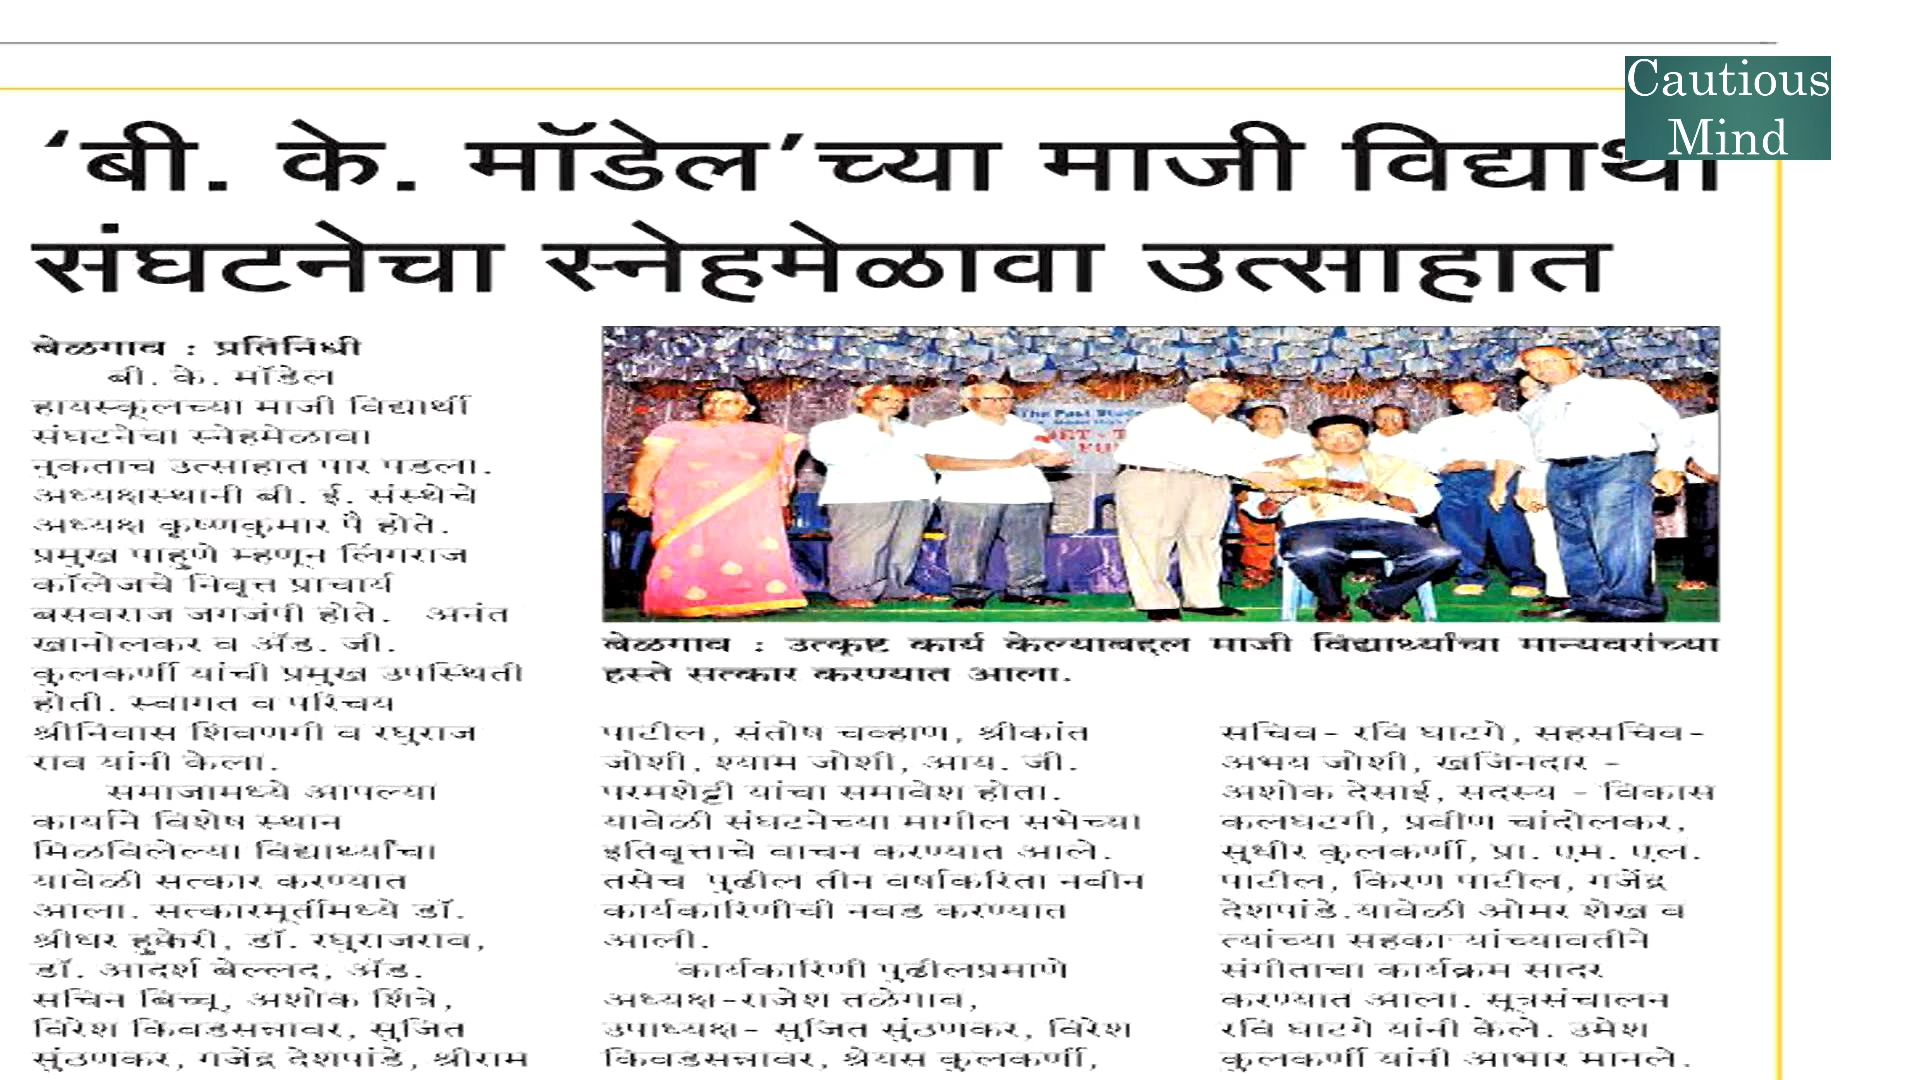 Cautious
Mind
‘बी. के. मॉडेल’च्या माजी विद्यार्थी
संघटनेचा स्नेहमेळावा उत्साहात
बेळगाव : प्रतिनिधी
बी. के. मॉडेल
हायस्कूलच्या माजी विद्यार्थी
संघटनेचा स्नेहमेळावा
नुकताच उत्साहात पार पडला.
अध्यक्षस्थानी बी. ई. संस्थेचे
अध्यक्ष कृष्णकुमार पै होते.
प्रमुख पाहुणे म्हणून लिंगराज
कॉलेजचे निवृत्त प्राचार्य
बसवराज जगजंपी होते. अनंत
खानोलकर व अ‍ॅड. जी.
कुलकर्णी यांची प्रमुख उपस्थिती
होती. स्वागत व परिचय
श्रीनिवास शिवणगी व रघुराज
राव यांनी केला.
समाजामध्ये आपल्या
कार्याने विशेष स्थान
मिळविलेल्या विद्यार्थ्यांचा
यावेळी सत्कार करण्यात
आला. सत्कारमूर्तीमध्ये डॉ.
श्रीधर हुकेरी, डॉ. रघुराजराव,
डॉ. आदर्श बेल्लद, अ‍ॅड.
सचिन बिच्चू, अशोक शिंत्रे,
विरेश किवडसन्नावर, सुजित
सुंठणकर, गजेंद्र देशपांडे, श्रीराम
The Past Stude
बेळगाव : उत्कृष्ट कार्य केल्याबद्दल माजी विद्यार्थ्यांचा मान्यवरांच्या
हस्ते सत्कार करण्यात आला.
पाटील, संतोष चव्हाण, श्रीकांत
जोशी, श्याम जोशी, आय. जी.
परमशेट्टी यांचा समावेश होता.
यावेळी संघटनेच्या मागील सभेच्या
इतिवृत्ताचे वाचन करण्यात आले.
तसेच पुढील तीन वर्षाकरिता नवीन
कार्यकारिणीची नवड करण्यात
आली.
कार्यकारिणी पुढीलप्रमाणे
अध्यक्ष-राजेश तळेगाव,
उपाध्यक्ष- सुजित सुंठणकर, विरेश
किवडसन्नावर, श्रेयस कुलकर्णी,
सचिव- रवि घाटगे, सहसचिव-
अभय जोशी, खजिनदार -
अशोक देसाई, सदस्य - विकास
कलघटगी, प्रवीण चांदोलकर,
सुधीर कुलकर्णी, प्रा. एम. एल.
पाटील, किरण पाटील, गजेंद्र
देशपांडे.यावेळी ओमर शेख व
त्यांच्या सहकाऱ्यांच्यावतीने
संगीताचा कार्यक्रम सादर
करण्यात आला. सूत्रसंचालन
रवि घाटगे यांनी केले. उमेश
कुलकर्णी यांनी आभार मानले.